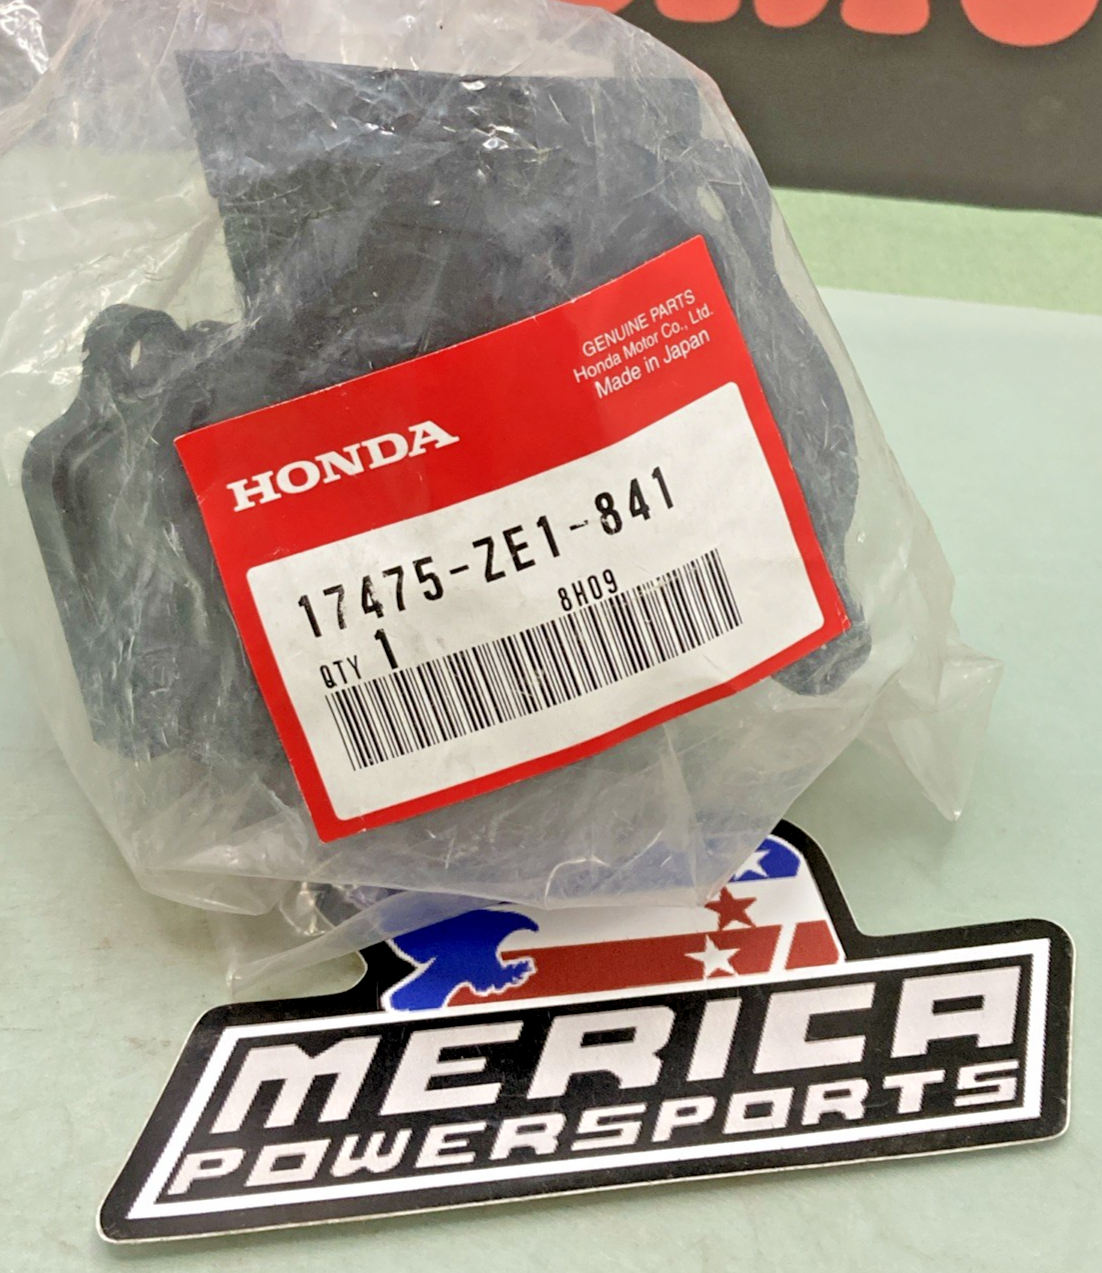 GENUINE PARTS
Honda Motor Co., Ltd.
Made in Japan
HONDA
17475-ZE1-841
8H09
QTY 1
MERICA
POWERSPORTS